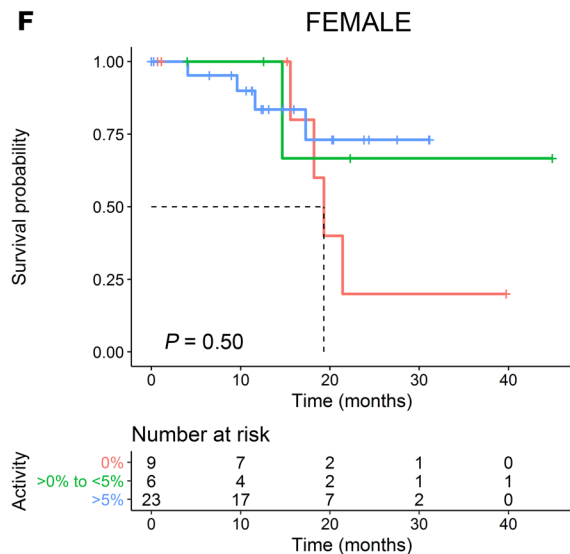 F
FEMALE
Survival probability
1.00
0.75
0.50
0.25
0.00
P = 0.50
0 10 20 30 40
Time (months)
Number at risk
Activity
0% 9 7 2 1 0
>0% to <5% 6 4 2 1 1
>5% 23 17 7 2 0
0 10 20 30 40
Time (months)